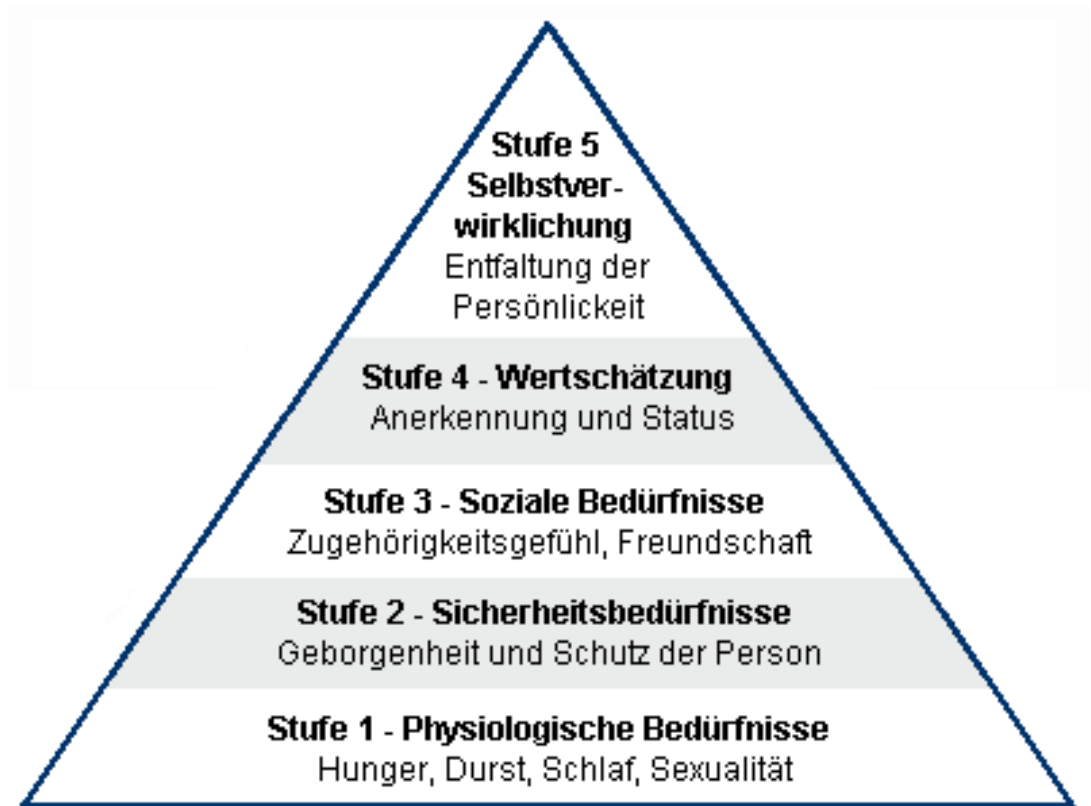 Stufe 5
Selbstver-
wirklichung
Entfaltung der
Persönlickeit
Stufe 4 - Wertschätzung
Anerkennung und Status
Stufe 3 - Soziale Bedürfnisse
Zugehörigkeitsgefühl, Freundschaft
Stufe 2 - Sicherheitsbedürfnisse
Geborgenheit und Schutz der Person
Stufe 1 - Physiologische Bedürfnisse
Hunger, Durst, Schlaf, Sexualität